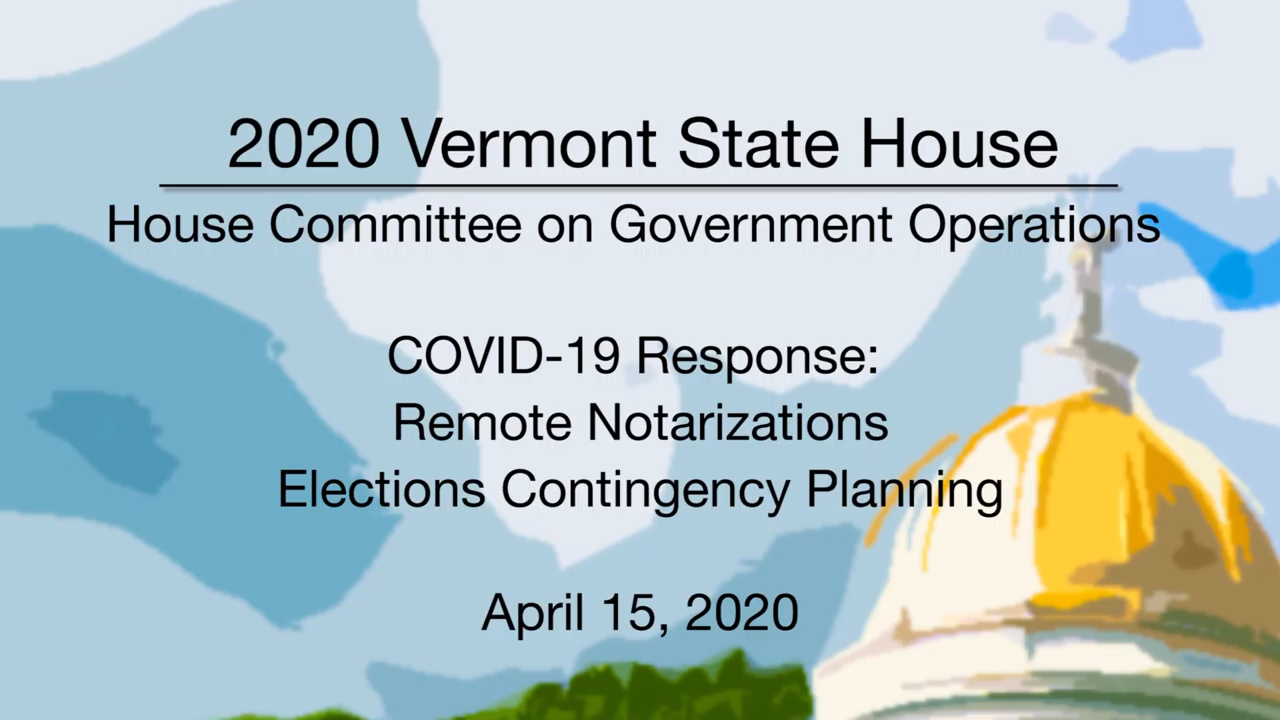 2020 Vermont State House
House Committee on Government Operations
COVID-19 Response:
Remote Notarizations
Elections Contingency Planning
April 15, 2020